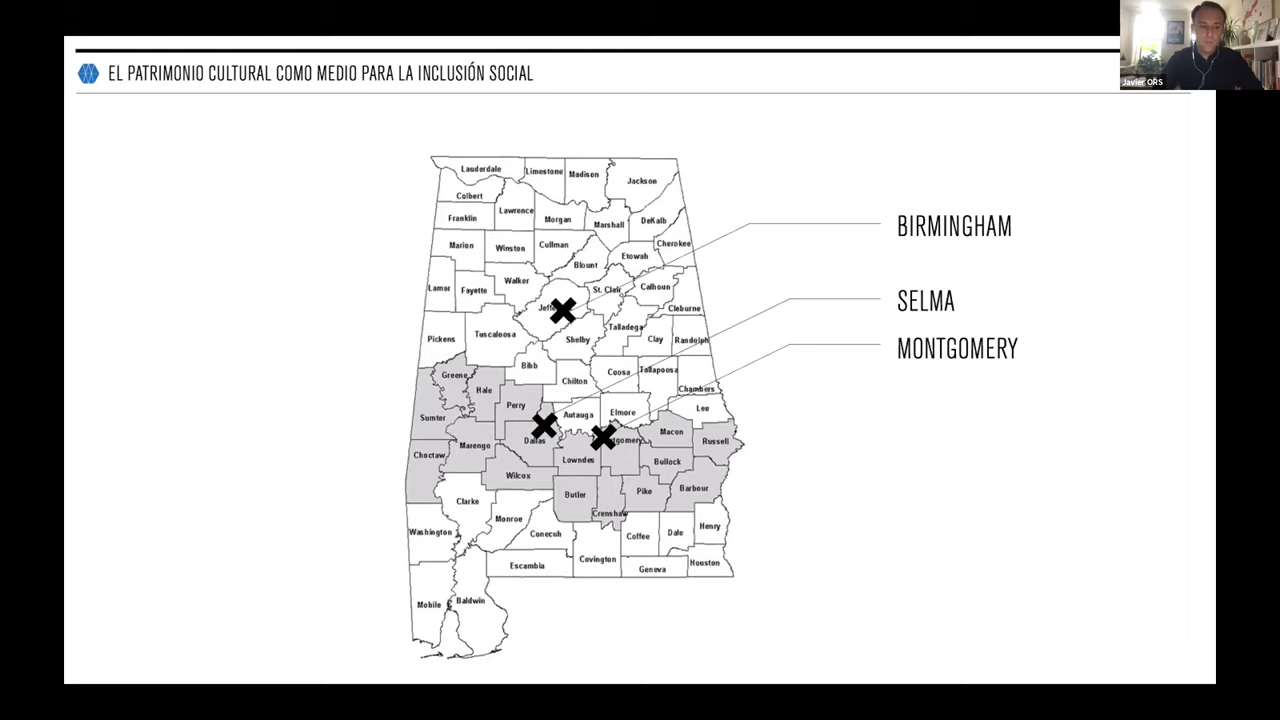 Javier ORS
EL PATRIMONIO CULTURAL COMO MEDIO PARA LA INCLUSIÓN SOCIAL
BIRMINGHAM
SELMA
MONTGOMERY
Lauderdale
Limestone
Madison
Jackson
Colbert
Lawrence
Franklin
Morgan
Marshall
DeKalb
Marion
Winston
Cullman
Cherokee
Etowah
Blount
Walker
Lamar
Fayette
St. Clair
Calhoun
Cleburne
Talladega
Pickens
Tuscaloosa
Shelby
Clay
Randolph
Bibb
Coosa
Tallapoosa
Greene
Hale
Chilton
Chambers
Perry
Sumter
Autauga
Elmore
Lee
Dallas
Macon
Russell
Choctaw
Marengo
Lowndes
Bullock
Wilcox
Butler
Pike
Barbour
Clarke
Crenshaw
Monroe
Washington
Conecuh
Coffee
Dale
Henry
Escambia
Covington
Geneva
Houston
Mobile
Baldwin